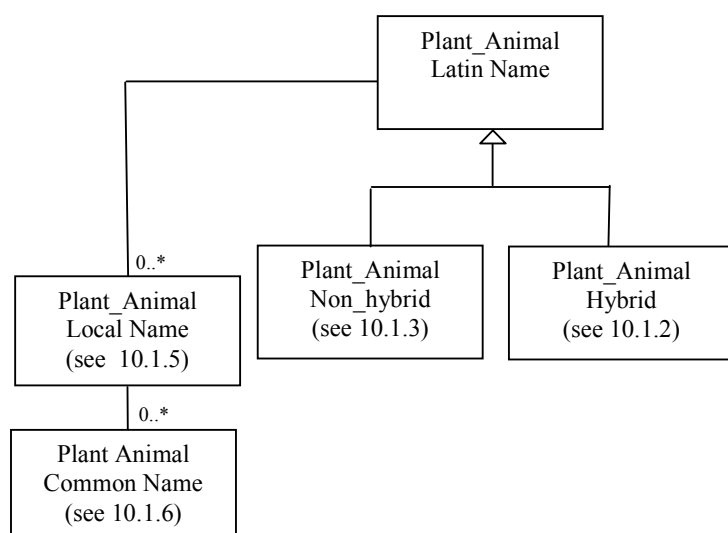 Plant_Animal
Latin Name
0..*
Plant_Animal
Local Name
(see 10.1.5)
Plant_Animal
Non_hybrid
(see 10.1.3)
Plant_Animal
Hybrid
(see 10.1.2)
0..*
Plant Animal
Common Name
(see 10.1.6)